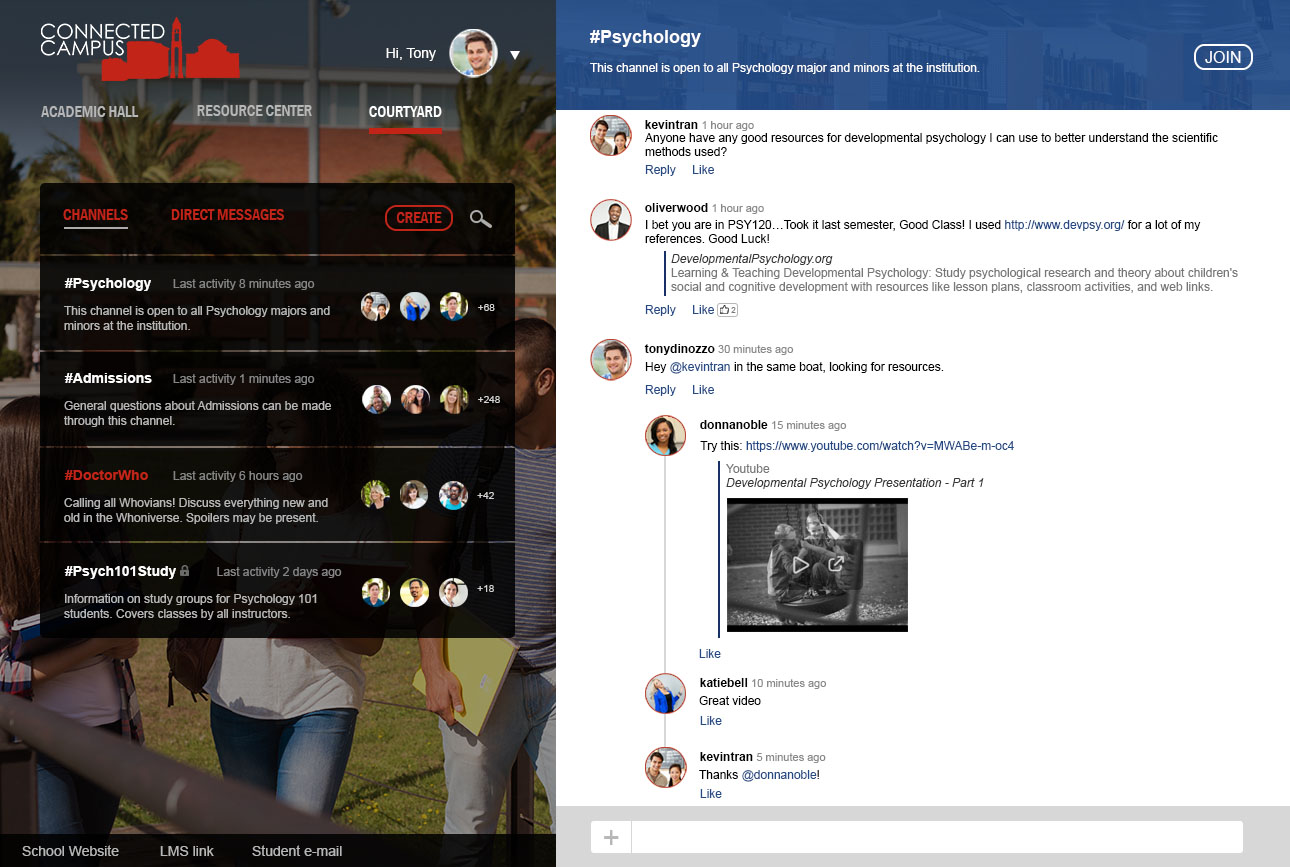 CONNECTED
CAMPUS
Hi, Tony
ACADEMIC HALL
RESOURCE CENTER
COURTYARD
CHANNELS
DIRECT MESSAGES
CREATE
#Psychology Last activity 8 minutes ago
This channel is open to all Psychology majors and
minors at the institution.
+68
#Admissions Last activity 1 minutes ago
General questions about Admissions can be made
through this channel.
+248
#DoctorWho Last activity 6 hours ago
Calling all Whovians! Discuss everything new and
old in the Whoniverse. Spoilers may be present.
+42
#Psych101Study Last activity 2 days ago
Information on study groups for Psychology 101
students. Covers classes by all instructors.
+18
School Website
LMS link
Student e-mail
#Psychology
This channel is open to all Psychology major and minors at the institution.
JOIN
kevintran 1 hour ago
Anyone have any good resources for developmental psychology I can use to better understand the scientific
methods used?
Reply Like
oliverwood 1 hour ago
I bet you are in PSY120…Took it last semester, Good Class! I used http://www.devpsy.org/ for a lot of my
references. Good Luck!
DevelopmentalPsychology.org
Learning & Teaching Developmental Psychology: Study psychological research and theory about children's
social and cognitive development with resources like lesson plans, classroom activities, and web links.
Reply Like 2
tonydinozzo 30 minutes ago
Hey @kevintran in the same boat, looking for resources.
Reply Like
donnanoble 15 minutes ago
Try this: https://www.youtube.com/watch?v=MWABe-m-oc4
Youtube
Developmental Psychology Presentation - Part 1
Like
katiebell 10 minutes ago
Great video
Like
kevintran 5 minutes ago
Thanks @donnanoble!
Like